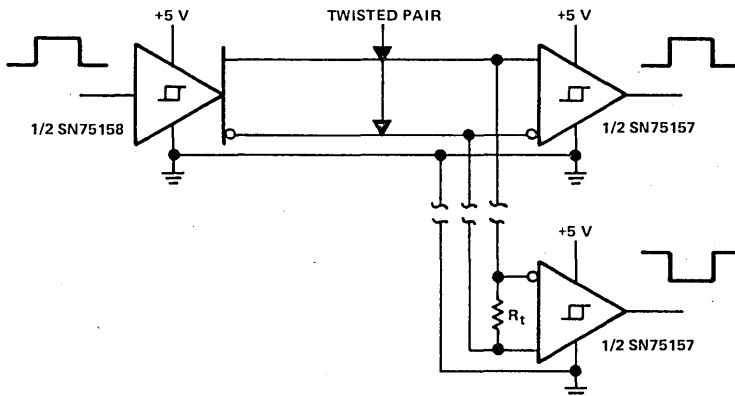 +5 V
TWISTED PAIR
+5 V
1/2 SN75158
1/2 SN75157
+5 V
Rt
1/2 SN75157